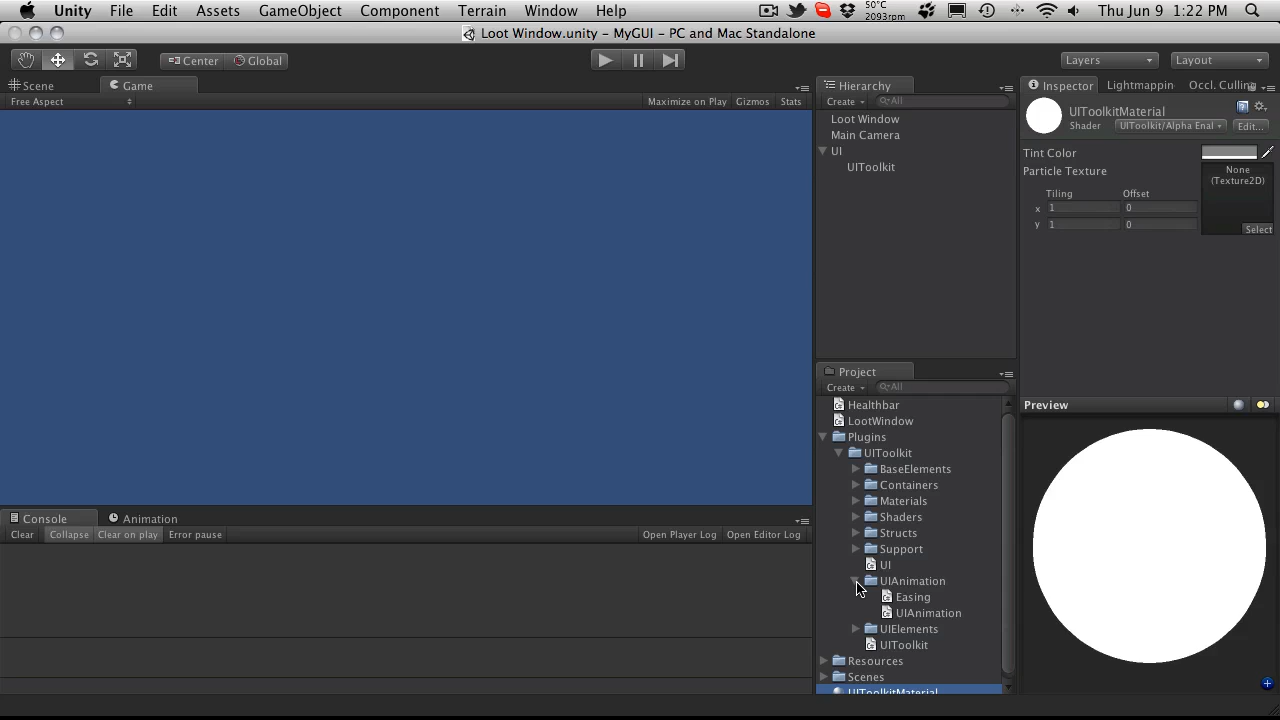 Unity File Edit Assets GameObject Component Terrain Window Help 50°C 2093rpm Thu Jun 9 1:22 PM
Loot Window.unity – MyGUI – PC and Mac Standalone
Center Global Layers Layout
Scene Game
Free Aspect Maximize on Play Gizmos Stats
Hierarchy
Create All
Loot Window
Main Camera
UI
UIToolkit
Inspector Lightmappin Occl. Culling
UIToolkitMaterial
Shader UIToolkit/Alpha Enal Edit...
Tint Color
Particle Texture
None
(Texture2D)
Tiling Offset
x 1 0
y 1 0
Select
Project
Create All
Healthbar
LootWindow
Plugins
UIToolkit
BaseElements
Containers
Materials
Shaders
Structs
Support
UI
UIAnimation
Easing
UIAnimation
UIElements
UIToolkit
Resources
Scenes
UIToolkitMaterial
Preview
Console Animation
Clear Collapse Clear on play Error pause Open Player Log Open Editor Log